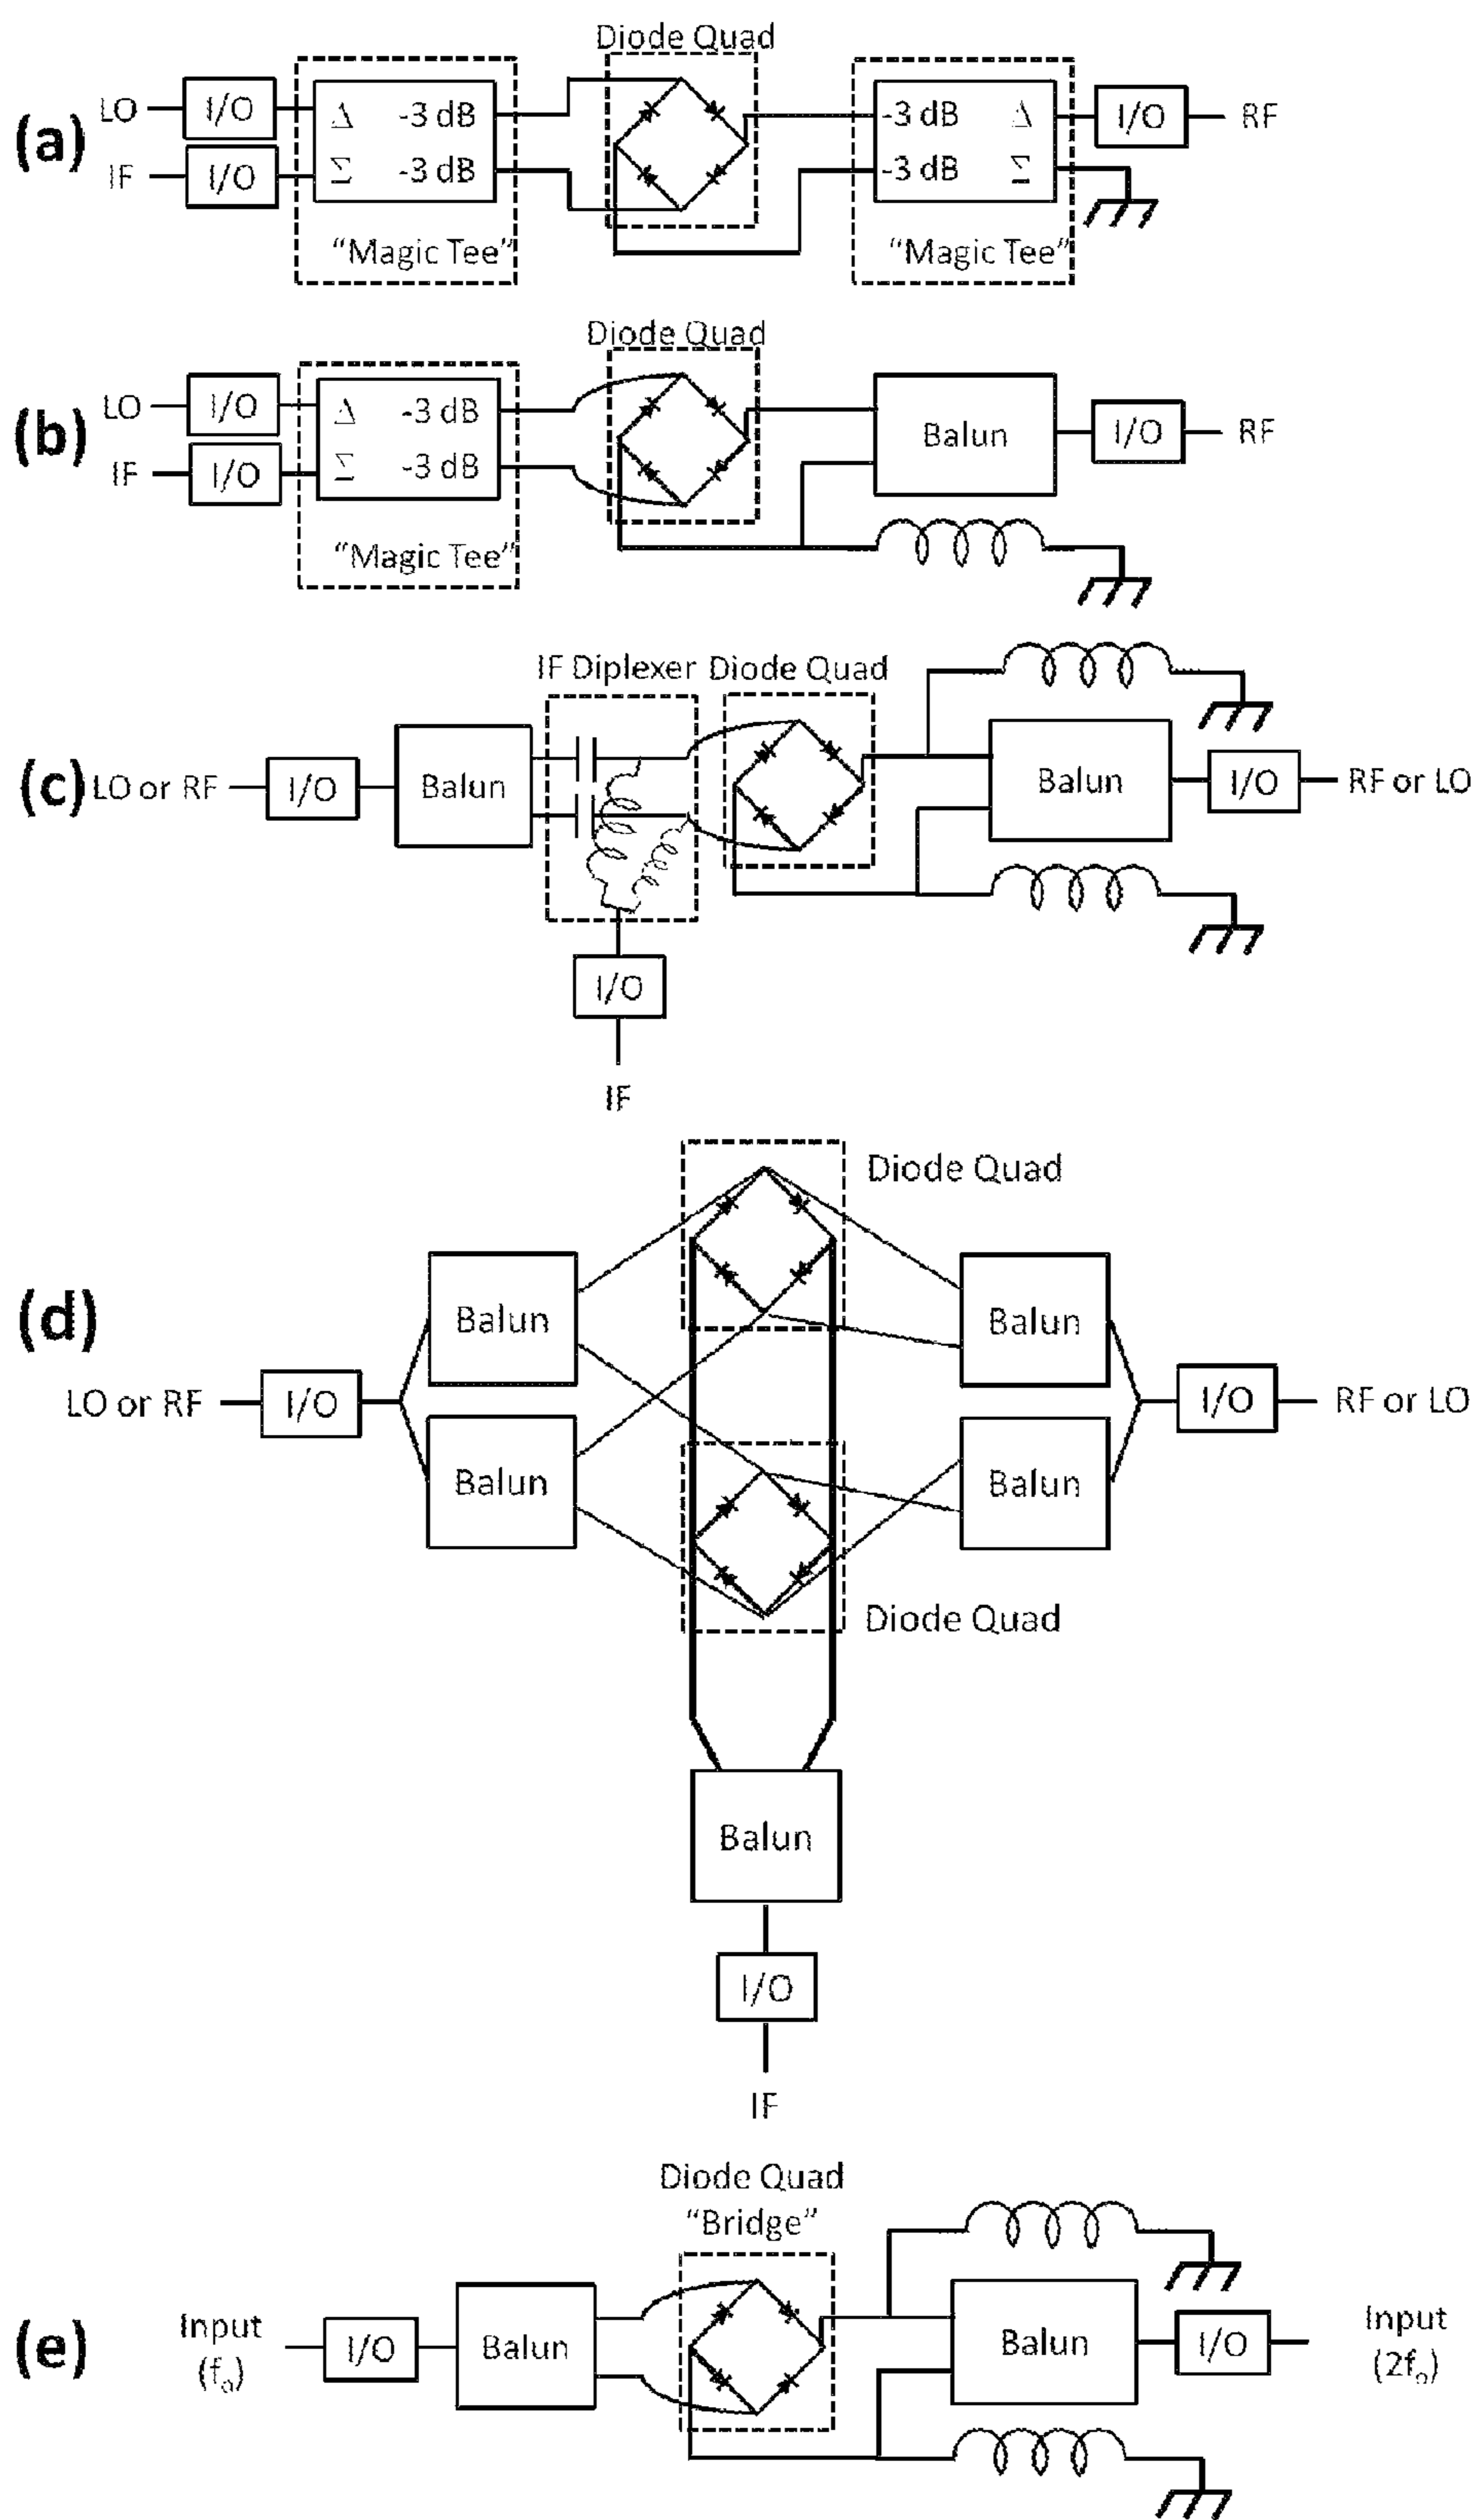 Diode Quad
(a)
LO I/O Δ -3 dB -3 dB Δ I/O RF
IF I/O Σ -3 dB -3 dB Σ
“Magic Tee” “Magic Tee”
Diode Quad
(b)
LO I/O Δ -3 dB
IF I/O Σ -3 dB
Balun I/O RF
“Magic Tee”
IF Diplexer Diode Quad
(c) LO or RF I/O Balun Balun I/O RF or LO
I/O
IF
Diode Quad
(d)
Balun Balun
LO or RF I/O I/O RF or LO
Balun Balun
Diode Quad
Balun
I/O
IF
Diode Quad
“Bridge”
(e)
Input
(fₒ)
I/O Balun Balun I/O
Input
(2fₒ)